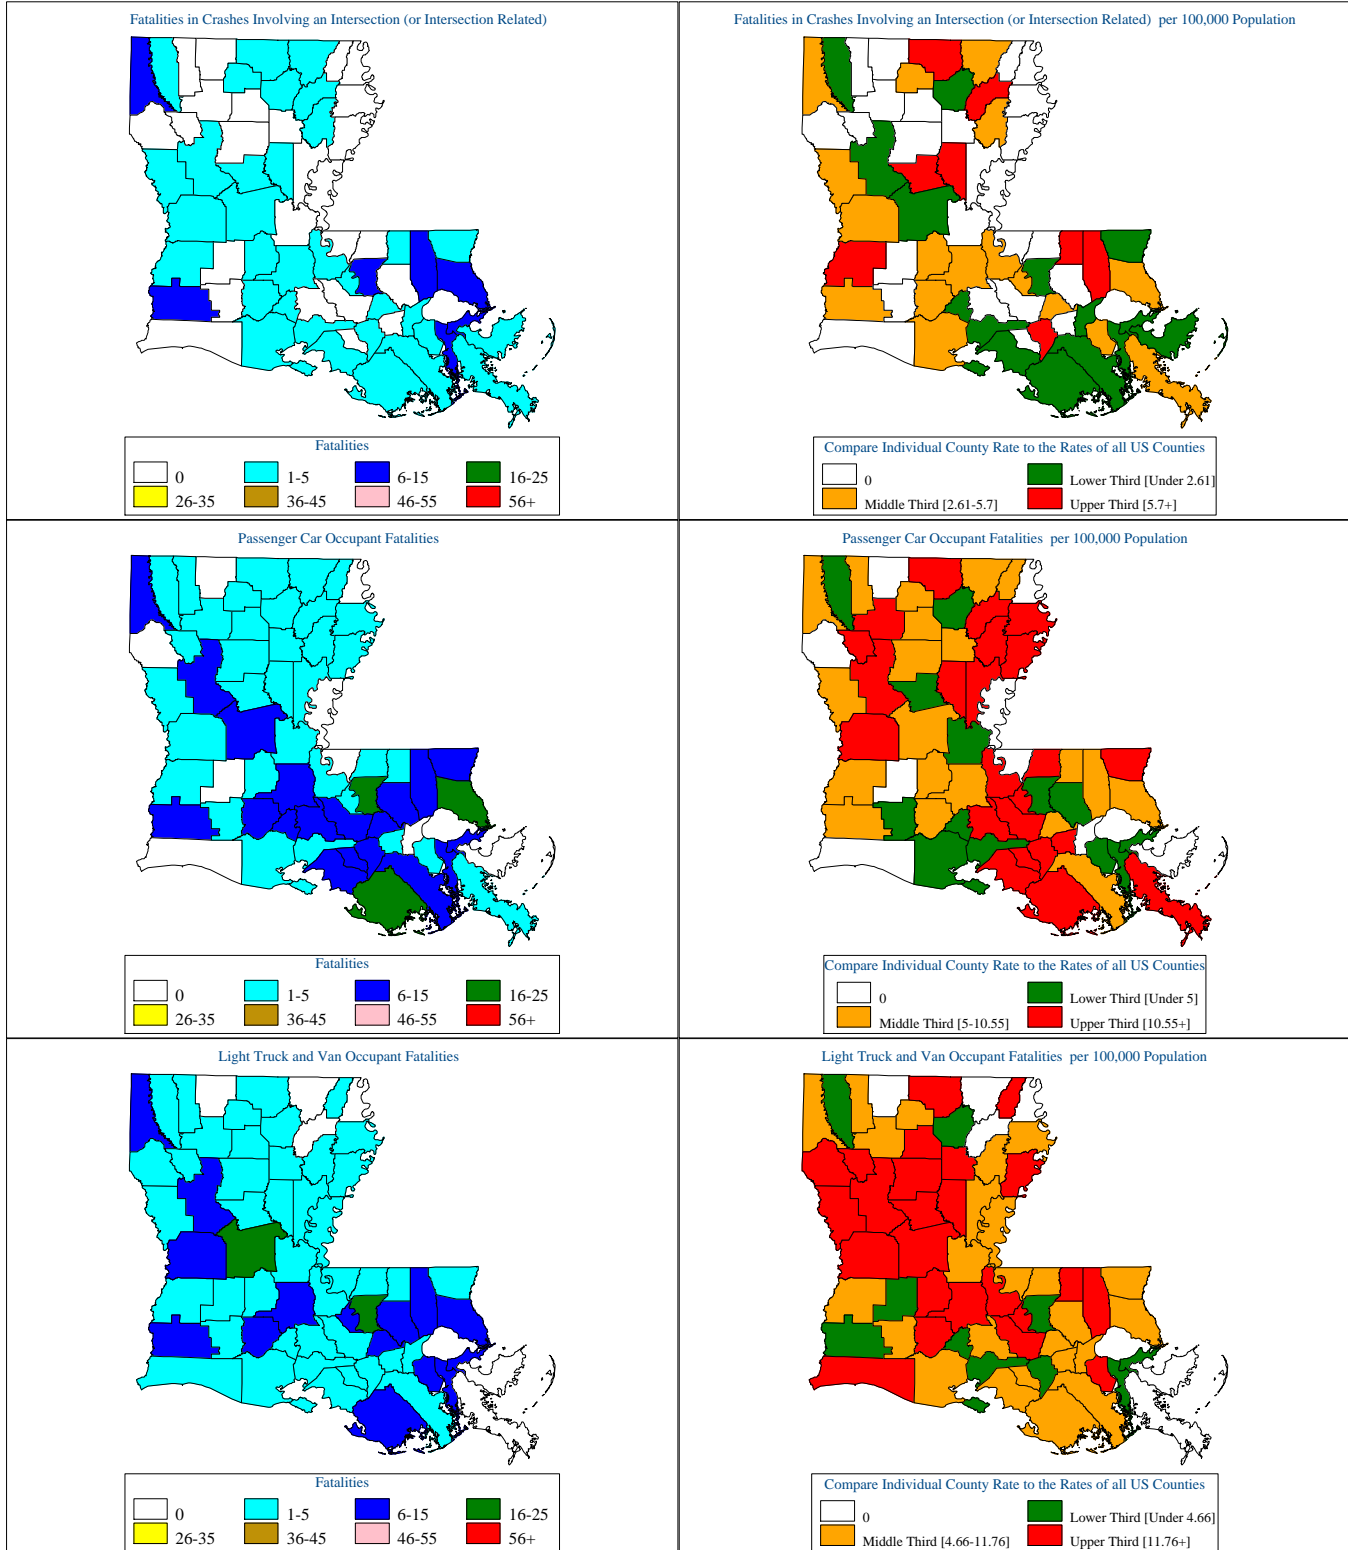 Fatalities in Crashes Involving an Intersection (or Intersection Related)
Fatalities
0
1-5
6-15
16-25
26-35
36-45
46-55
56+
Fatalities in Crashes Involving an Intersection (or Intersection Related) per 100,000 Population
Compare Individual County Rate to the Rates of all US Counties
0
Lower Third [Under 2.61]
Middle Third [2.61-5.7]
Upper Third [5.7+]
Passenger Car Occupant Fatalities
Fatalities
0
1-5
6-15
16-25
26-35
36-45
46-55
56+
Passenger Car Occupant Fatalities per 100,000 Population
Compare Individual County Rate to the Rates of all US Counties
0
Lower Third [Under 5]
Middle Third [5-10.55]
Upper Third [10.55+]
Light Truck and Van Occupant Fatalities
Fatalities
0
1-5
6-15
16-25
26-35
36-45
46-55
56+
Light Truck and Van Occupant Fatalities per 100,000 Population
Compare Individual County Rate to the Rates of all US Counties
0
Lower Third [Under 4.66]
Middle Third [4.66-11.76]
Upper Third [11.76+]